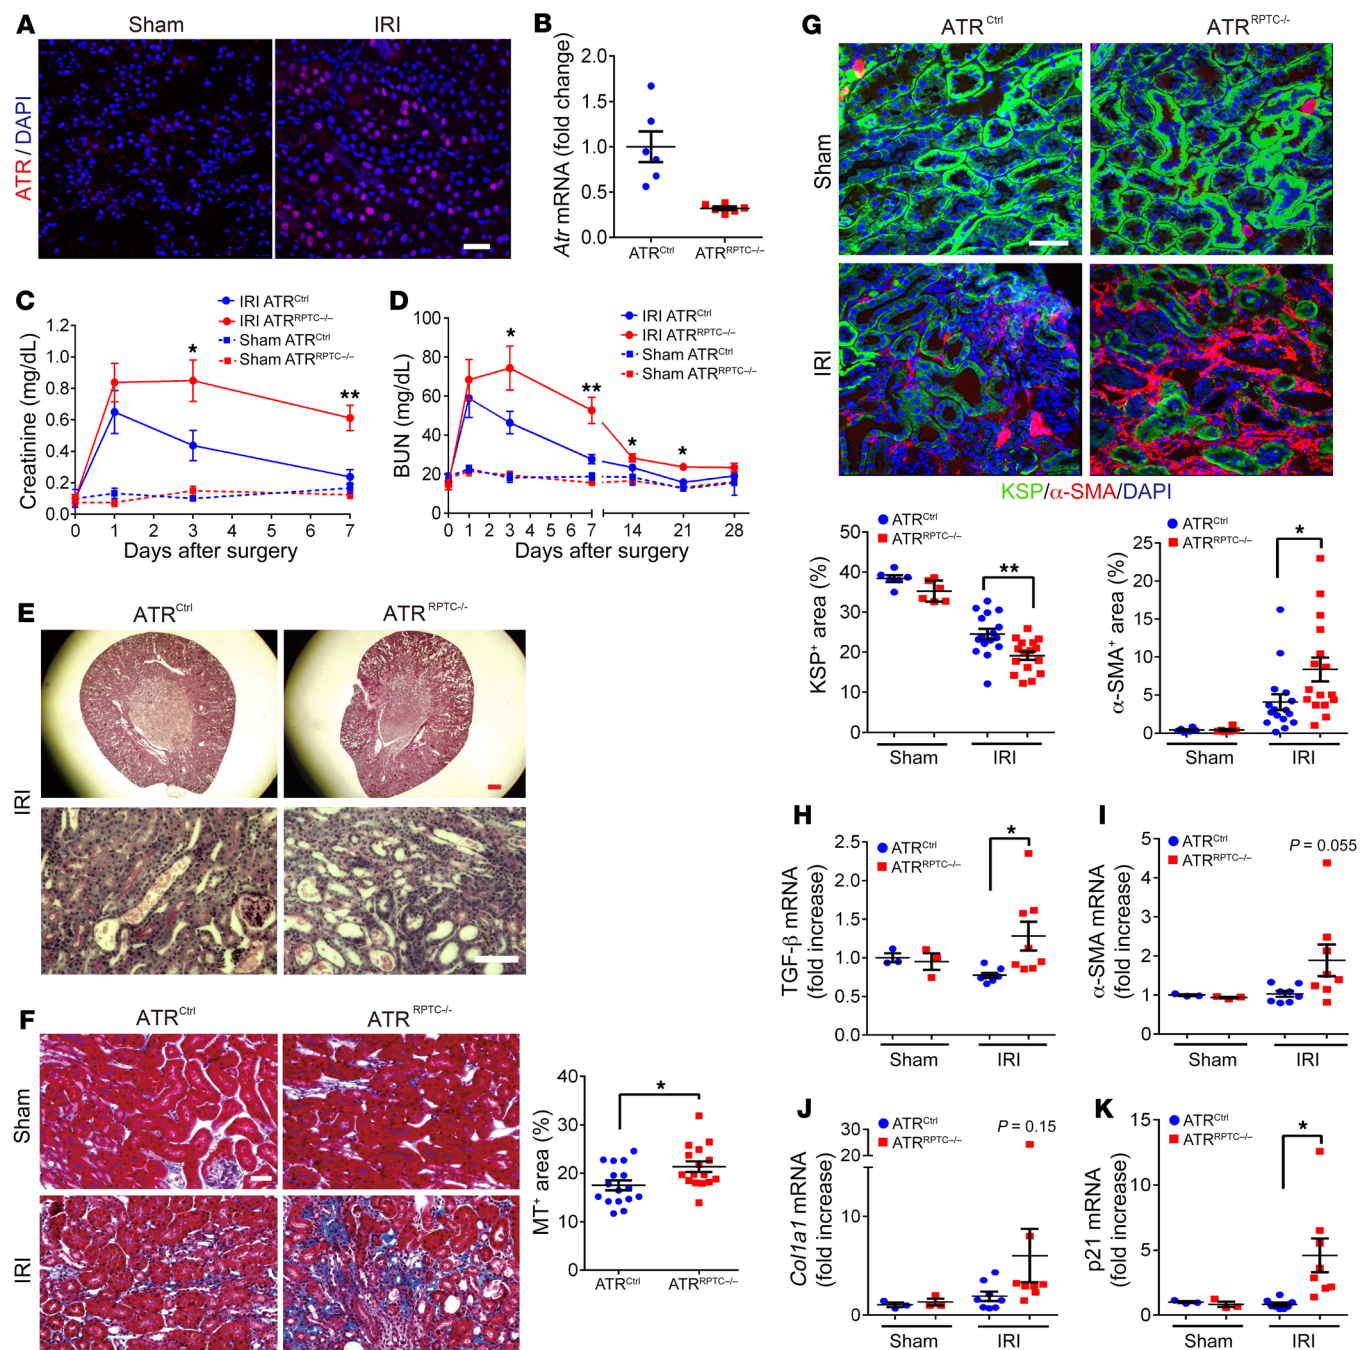 A
Sham
IRI
ATR / DAPI
B
Atr mRNA (fold change)
2.0
1.5
1.0
0.5
0.0
ATRCtrl
ATRRPTC–/–
C
IRI ATRCtrl
IRI ATRRPTC–/–
Sham ATRCtrl
Sham ATRRPTC–/–
Creatinine (mg/dL)
1.2
1.0
0.8
0.6
0.4
0.2
0.0
*
**
0 1 2 3 4 5 6 7
Days after surgery
D
IRI ATRCtrl
IRI ATRRPTC–/–
Sham ATRCtrl
Sham ATRRPTC–/–
BUN (mg/dL)
100
80
60
40
20
0
*
**
*
*
0 1 2 3 4 5 6 7 14 21 28
Days after surgery
E
ATRCtrl
ATRRPTC-/-
IRI
F
ATRCtrl
ATRRPTC-/-
Sham
IRI
MT+ area (%)
40
30
20
10
0
*
ATRCtrl
ATRRPTC–/–
G
ATRCtrl
ATRRPTC-/-
Sham
IRI
KSP/α-SMA/DAPI
ATRCtrl
ATRRPTC–/–
KSP+ area (%)
50
40
30
20
10
0
**
Sham
IRI
ATRCtrl
ATRRPTC–/–
α-SMA+ area (%)
25
20
15
10
5
0
*
Sham
IRI
H
ATRCtrl
ATRRPTC–/–
TGF-β mRNA
(fold increase)
2.5
2.0
1.5
1.0
0.5
0.0
*
Sham
IRI
I
ATRCtrl
ATRRPTC–/–
P = 0.055
α-SMA mRNA
(fold increase)
5
4
3
2
1
0
Sham
IRI
J
ATRCtrl
ATRRPTC–/–
P = 0.15
Col1a1 mRNA
(fold increase)
30
20
10
0
Sham
IRI
K
ATRCtrl
ATRRPTC–/–
p21 mRNA
(fold increase)
15
10
5
0
*
Sham
IRI